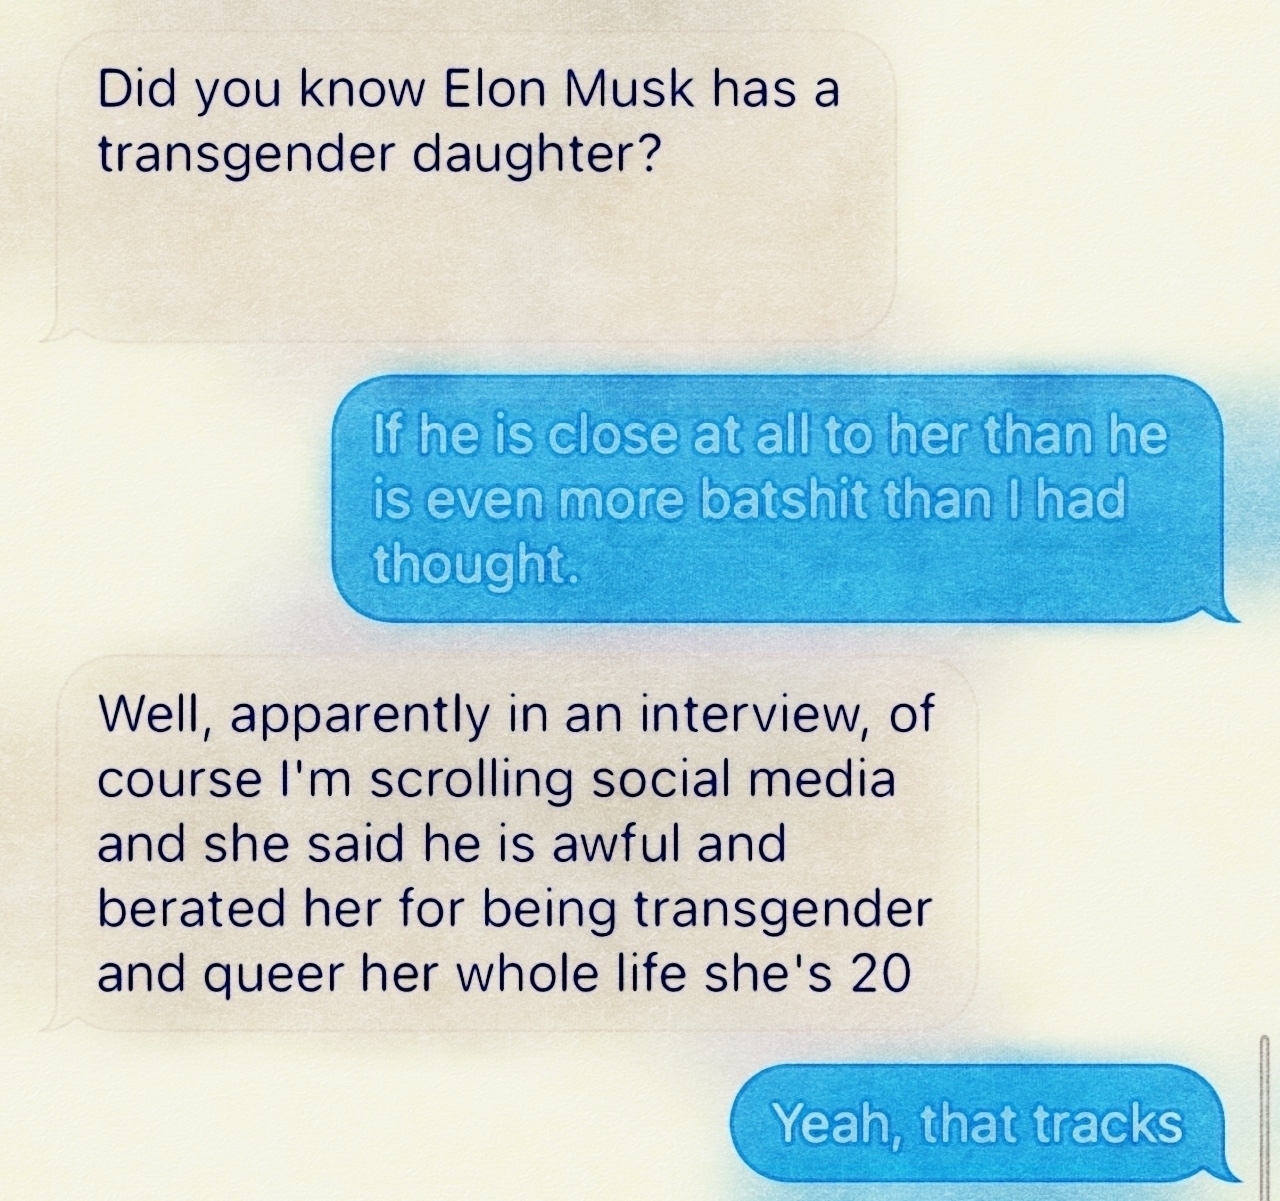 Did you know Elon Musk has a
transgender daughter?
If he is close at all to her than he
is even more batshit than I had
thought.
Well, apparently in an interview, of
course I'm scrolling social media
and she said he is awful and
berated her for being transgender
and queer her whole life she's 20
Yeah, that tracks